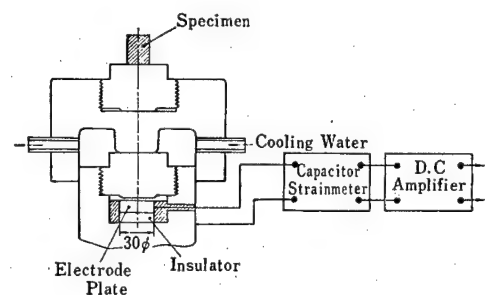 Specimen
Cooling Water
Capacitor
Strainmeter
D.C
Amplifier
30φ
Electrode
Plate
Insulator